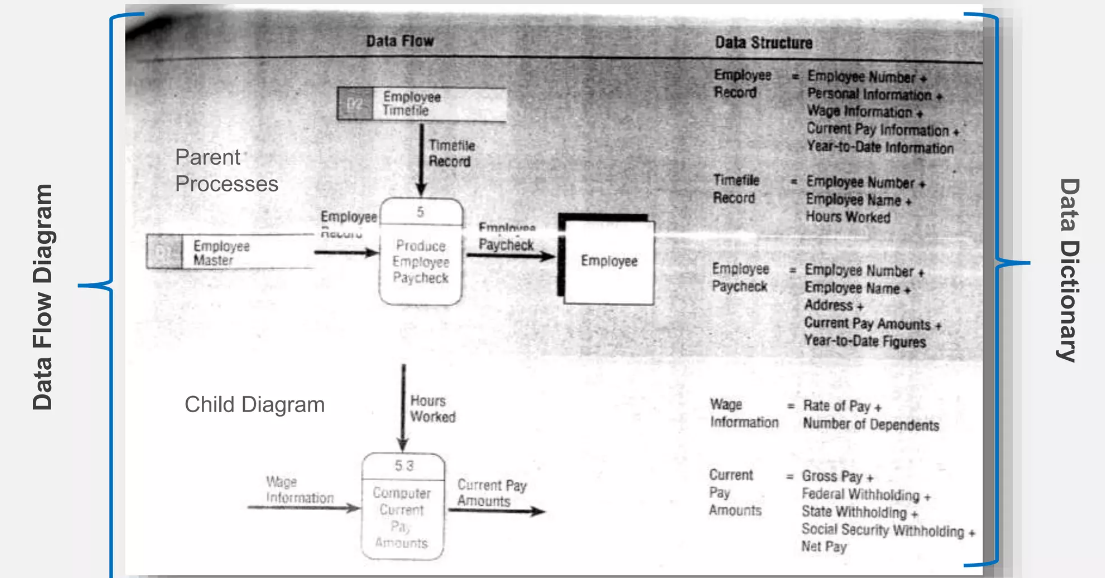 Data Flow Diagram
Data Flow
Data Structure
D2
Employee
Timefile
Timefile
Record
Parent
Processes
Employee
Record
D1
Employee
Master
5
Produce
Employee
Paycheck
Employee
Paycheck
Employee
Employee Record = Employee Number +
Personal Information +
Wage Information +
Current Pay Information +
Year-to-Date Information
Timefile Record = Employee Number +
Employee Name +
Hours Worked
Employee Paycheck = Employee Number +
Employee Name +
Address +
Current Pay Amounts +
Year-to-Date Figures
Child Diagram
Hours
Worked
Wage
Information
5.3
Computer
Current
Pay
Amounts
Current Pay
Amounts
Wage Information = Rate of Pay +
Number of Dependents
Current Pay Amounts = Gross Pay +
Federal Withholding +
State Withholding +
Social Security Withholding +
Net Pay
Data Dictionary